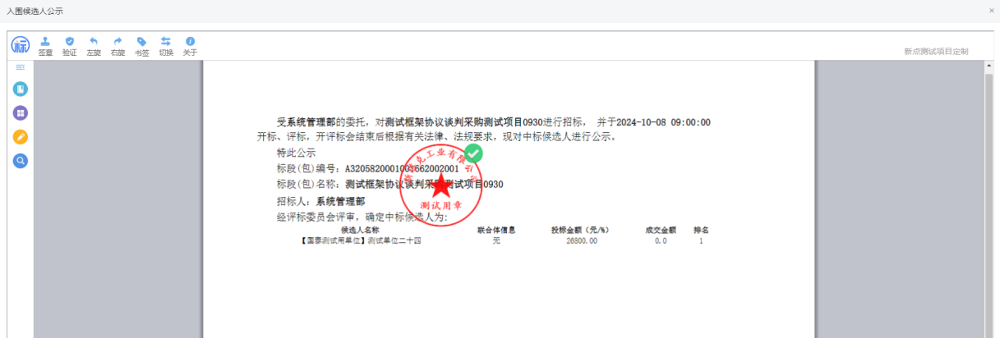 入围候选人公示 ×
标 签章 验证 左旋 右旋 书签 切换 关于
新点测试项目定制
受系统管理部的委托，对测试框架协议谈判采购测试项目0930进行招标， 并于2024-10-08 09:00:00
开标、评标，开评标会结束后根据有关法律、法规要求，现对中标候选人进行公示。
特此公示
标段(包)编号：A3205820001001662002001
标段(包)名称：测试框架协议谈判采购测试项目0930
招标人：系统管理部
经评标委员会评审，确定中标候选人为：
候选人名称 联合体信息 投标金额（元/%） 成交金额 排名
【国泰测试用单位】测试单位二十四 无 26800.00 0.0 1
克工业有限公司
测试用章